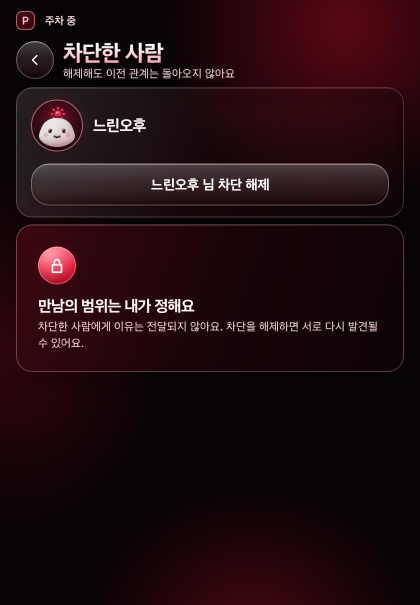 P 주차 중
차단한 사람
해제해도 이전 관계는 돌아오지 않아요
느린오후
느린오후 님 차단 해제
만남의 범위는 내가 정해요
차단한 사람에게 이유는 전달되지 않아요. 차단을 해제하면 서로 다시 발견될
수 있어요.